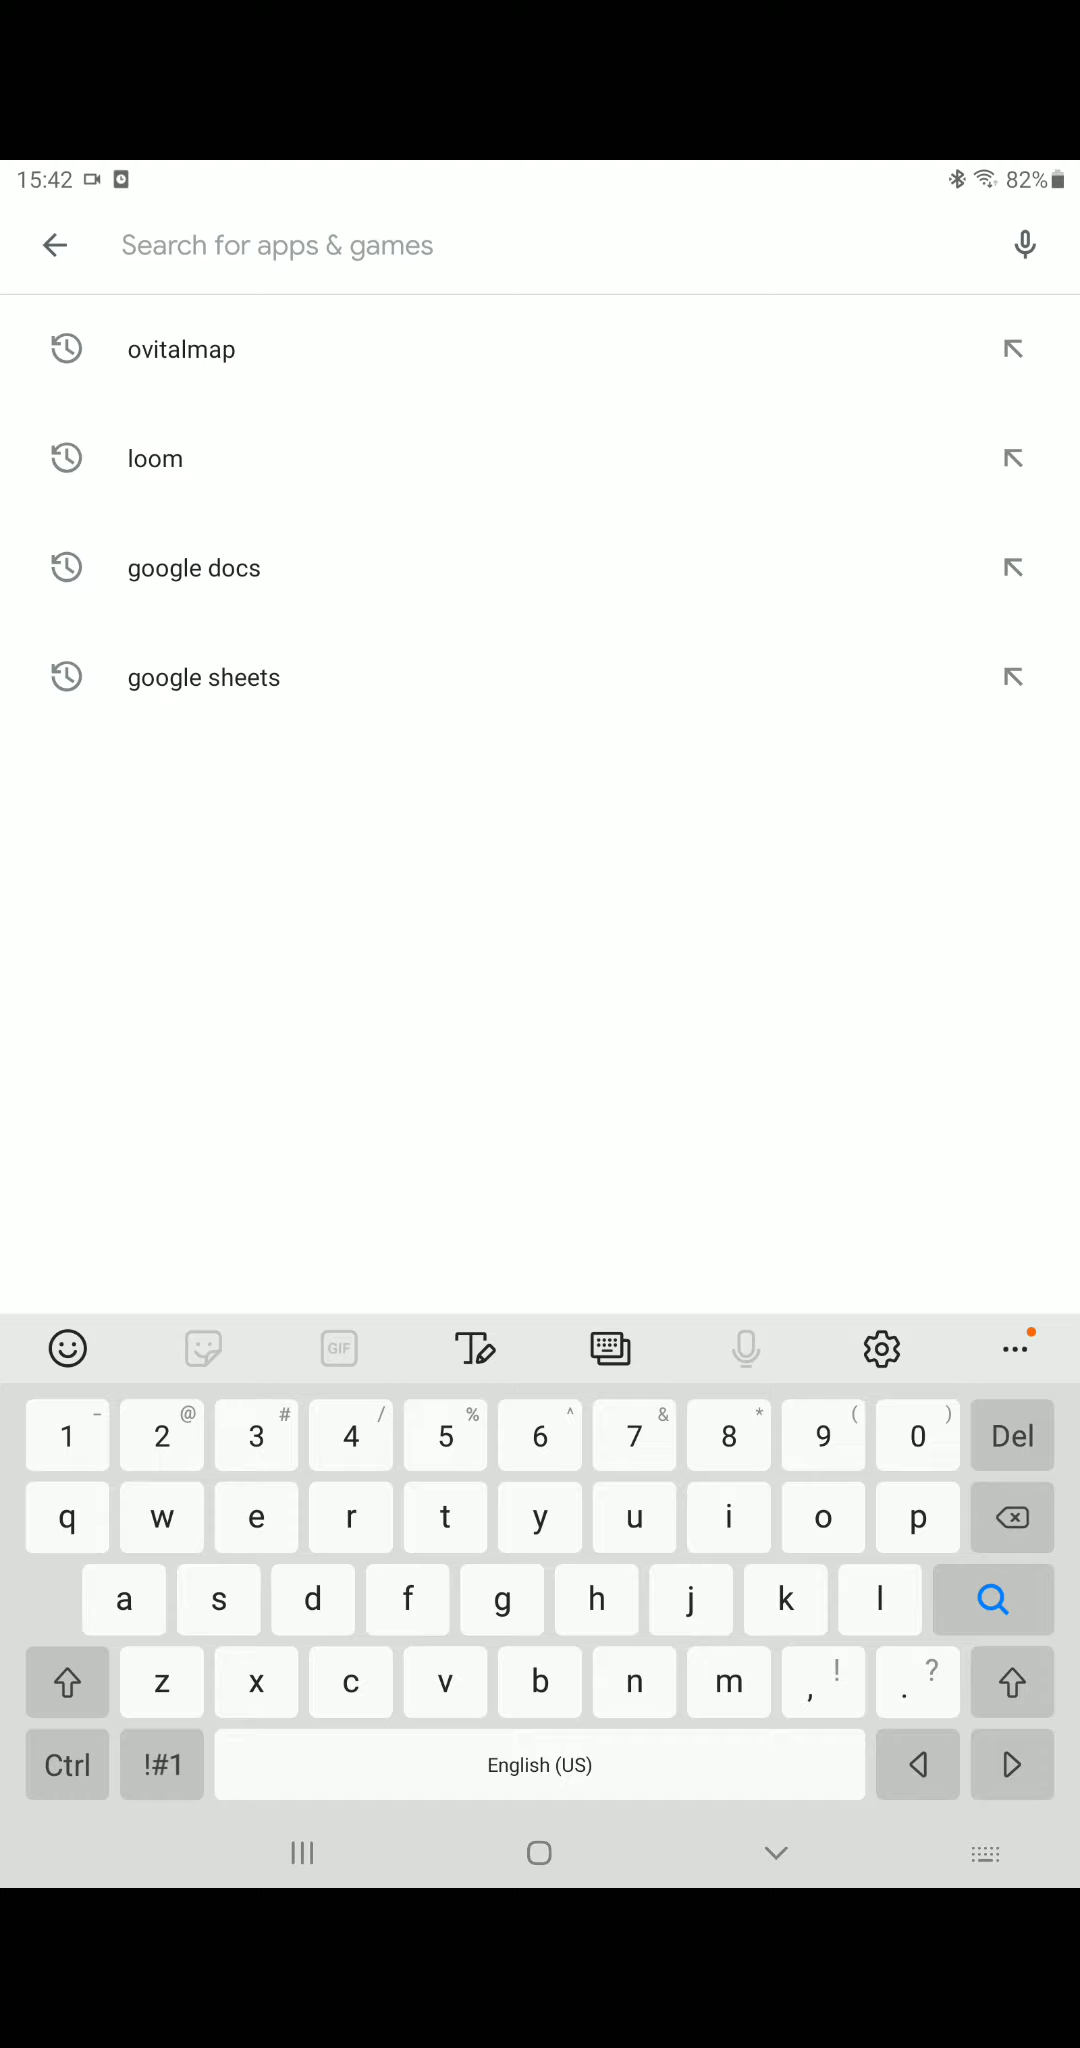 15:42 82%
Search for apps & games
ovitalmap
loom
google docs
google sheets
GIF
1 - 2 @ 3 # 4 / 5 % 6 ^ 7 & 8 * 9 ( 0 ) Del
q w e r t y u i o p
a s d f g h j k l
z x c v b n m , ! . ?
Ctrl !#1 English (US)